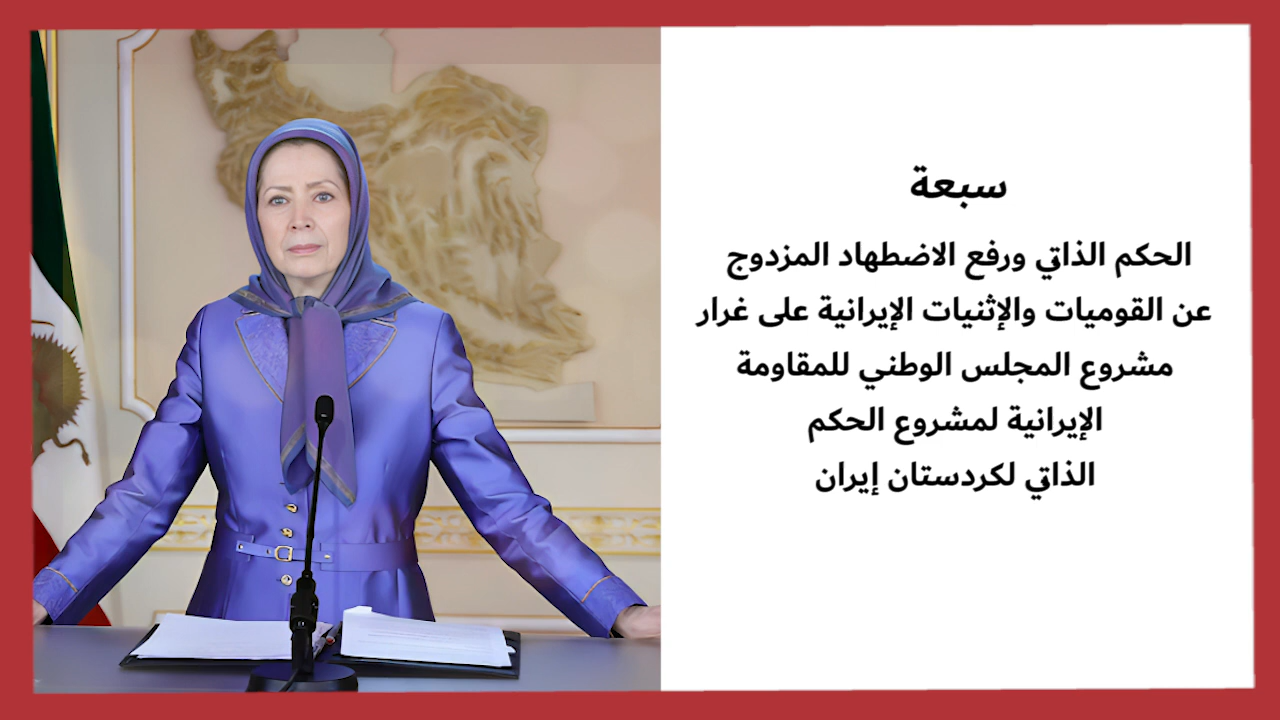 سبعة
الحكم الذاتي ورفع الاضطهاد المزدوج
عن القوميات والإثنيات الإيرانية على غرار
مشروع المجلس الوطني للمقاومة
الإيرانية لمشروع الحكم
الذاتي لكردستان إيران